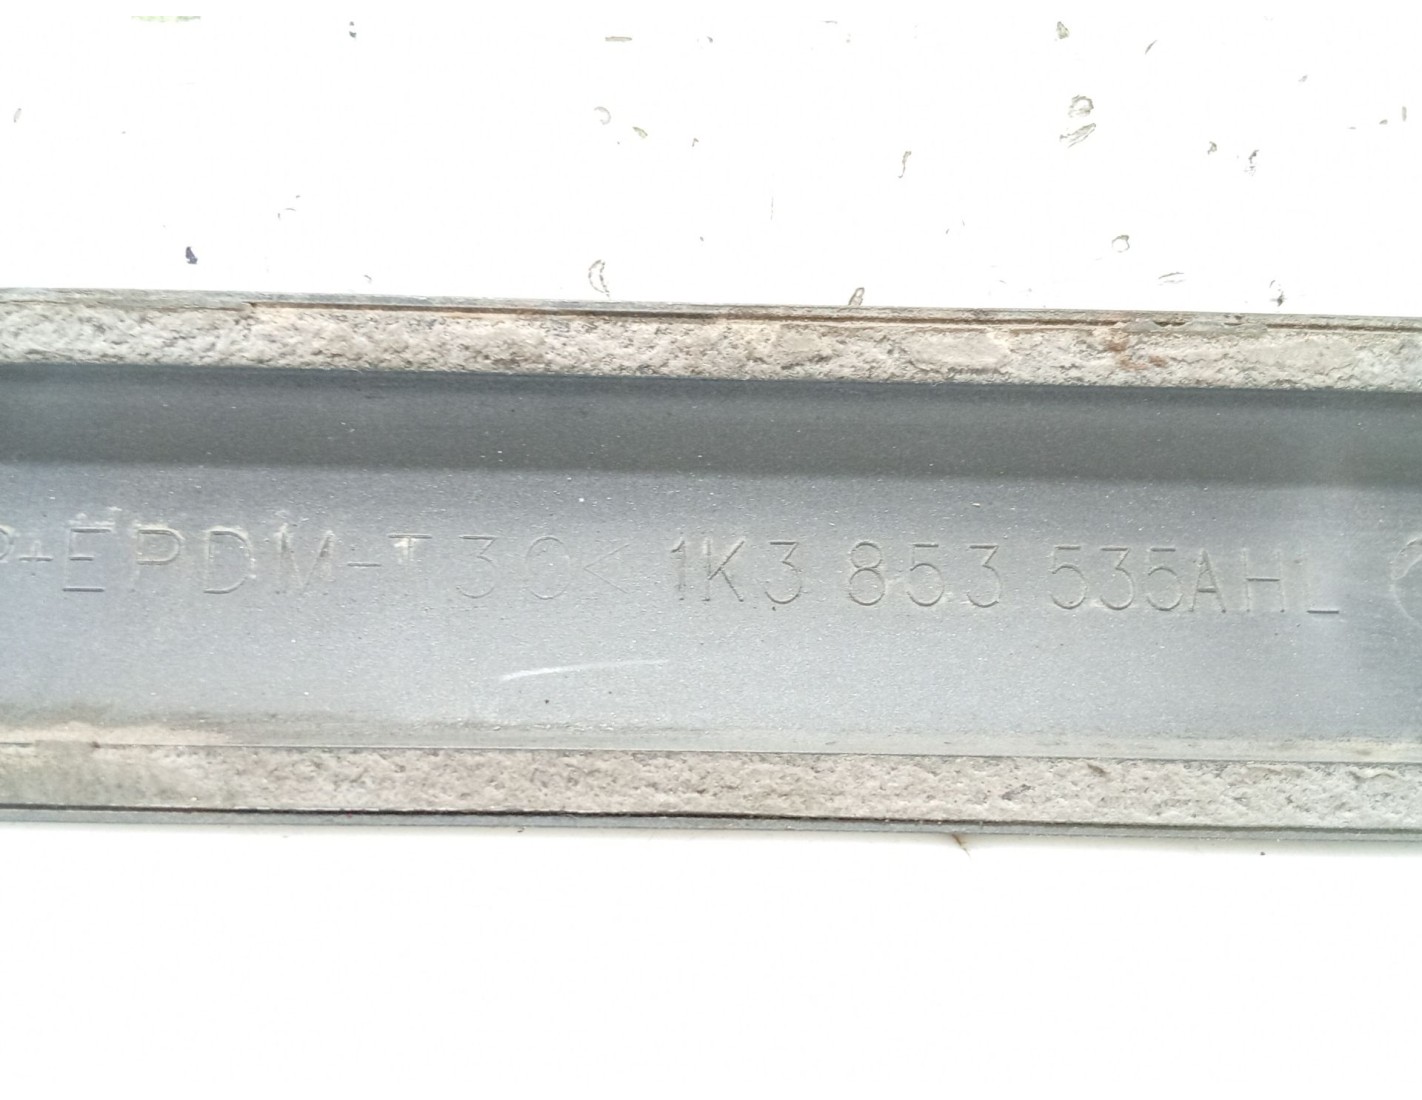 P+EPDM-T30< 1K3 853 535AHL